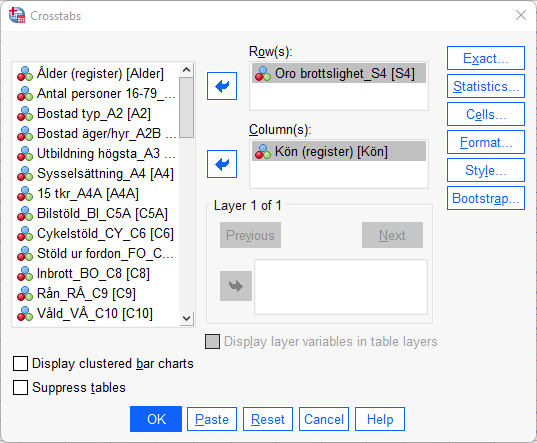 Crosstabs
Ålder (register) [Alder]
Antal personer 16-79_...
Bostad typ_A2 [A2]
Bostad äger/hyr_A2B ...
Utbildning högsta_A3 ...
Sysselsättning_A4 [A4]
15 tkr_A4A [A4A]
Bilstöld_BI_C5A [C5A]
Cykelstöld_CY_C6 [C6]
Stöld ur fordon_FO_C...
Inbrott_BO_C8 [C8]
Rån_RÅ_C9 [C9]
Våld_VÅ_C10 [C10]
Row(s):
Oro brottslighet_S4 [S4]
Column(s):
Kön (register) [Kön]
Layer 1 of 1
Previous
Next
Display layer variables in table layers
Exact...
Statistics...
Cells...
Format...
Style...
Bootstrap...
Display clustered bar charts
Suppress tables
OK
Paste
Reset
Cancel
Help